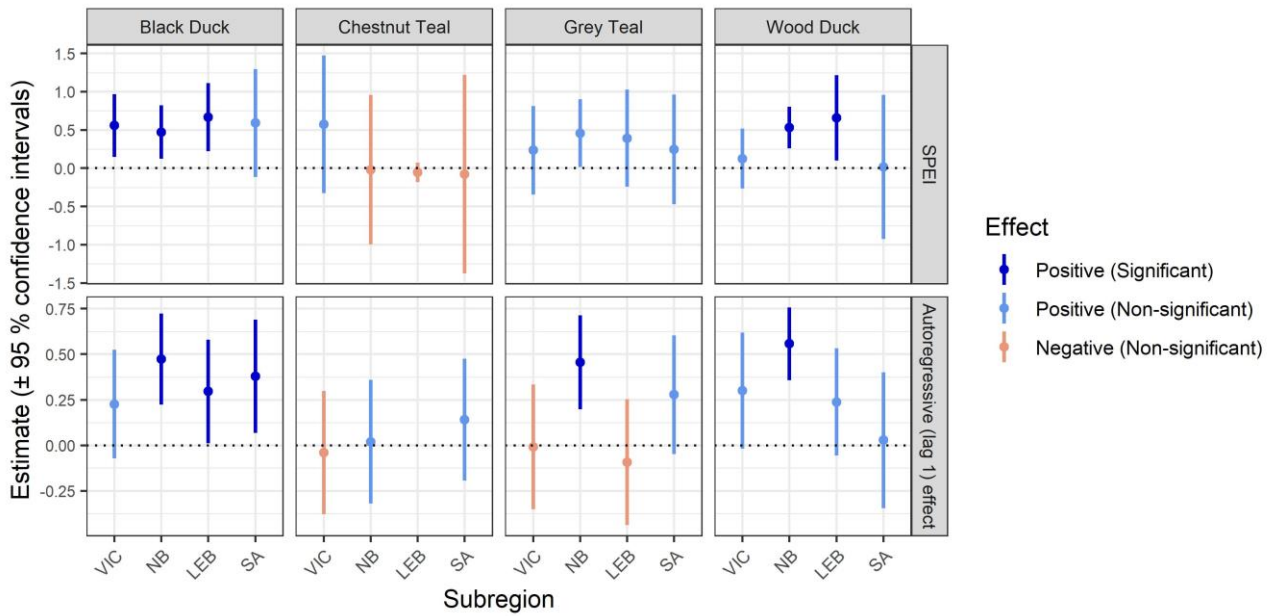 Black Duck Chestnut Teal Grey Teal Wood Duck
Estimate (± 95 % confidence intervals)
1.5
1.0
0.5
0.0
-0.5
-1.0
-1.5
SPEI
0.75
0.50
0.25
0.00
-0.25
Autoregressive (lag 1) effect
VIC NB LEB SA VIC NB LEB SA VIC NB LEB SA VIC NB LEB SA
Subregion
Effect
Positive (Significant)
Positive (Non-significant)
Negative (Non-significant)